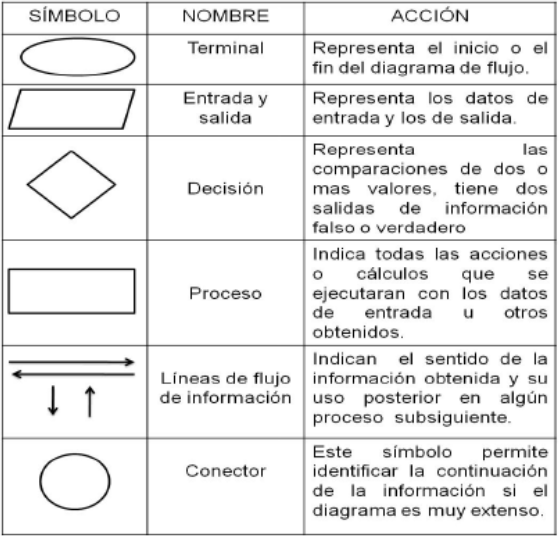 SÍMBOLO NOMBRE ACCIÓN
Terminal
Representa el inicio o el
fin del diagrama de flujo.
Entrada y
salida
Representa los datos de
entrada y los de salida.
Decisión
Representa las
comparaciones de dos o
mas valores, tiene dos
salidas de información
falso o verdadero
Proceso
Indica todas las acciones
o cálculos que se
ejecutaran con los datos
de entrada u otros
obtenidos.
Líneas de flujo
de información
Indican el sentido de la
información obtenida y su
uso posterior en algún
proceso subsiguiente.
Conector
Este símbolo permite
identificar la continuación
de la información si el
diagrama es muy extenso.